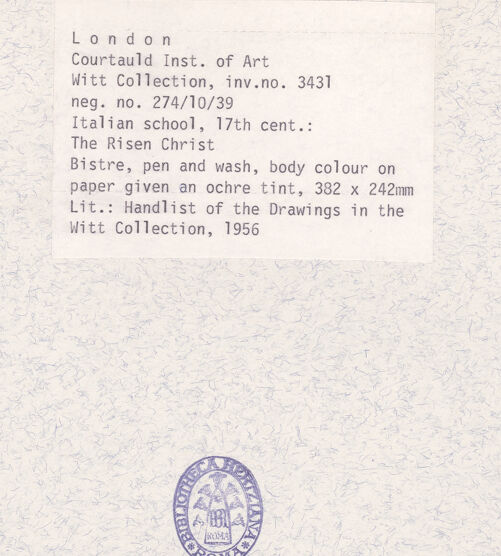 London
Courtauld Inst. of Art
Witt Collection, inv.no. 3431
neg. no. 274/10/39
Italian school, 17th cent.:
The Risen Christ
Bistre, pen and wash, body colour on
paper given an ochre tint, 382 x 242mm
Lit.: Handlist of the Drawings in the
Witt Collection, 1956
BIBLIOTHECA HERTZIANA
ROMA
ROMA